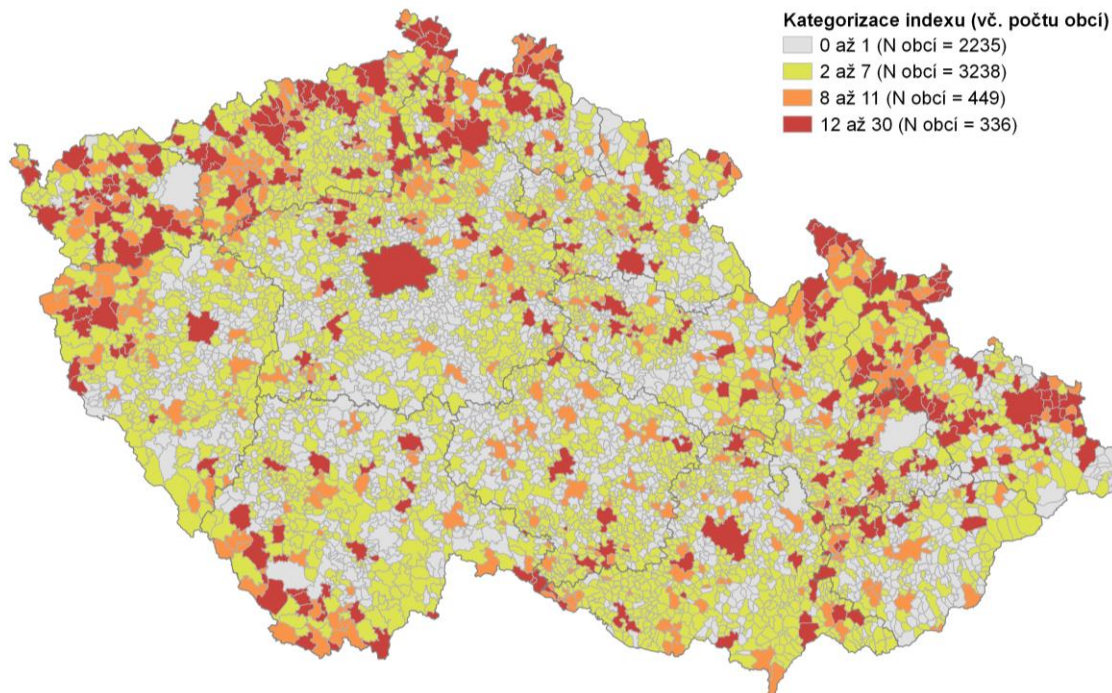 Kategorizace indexu (vč. počtu obcí)
0 až 1 (N obcí = 2235)
2 až 7 (N obcí = 3238)
8 až 11 (N obcí = 449)
12 až 30 (N obcí = 336)